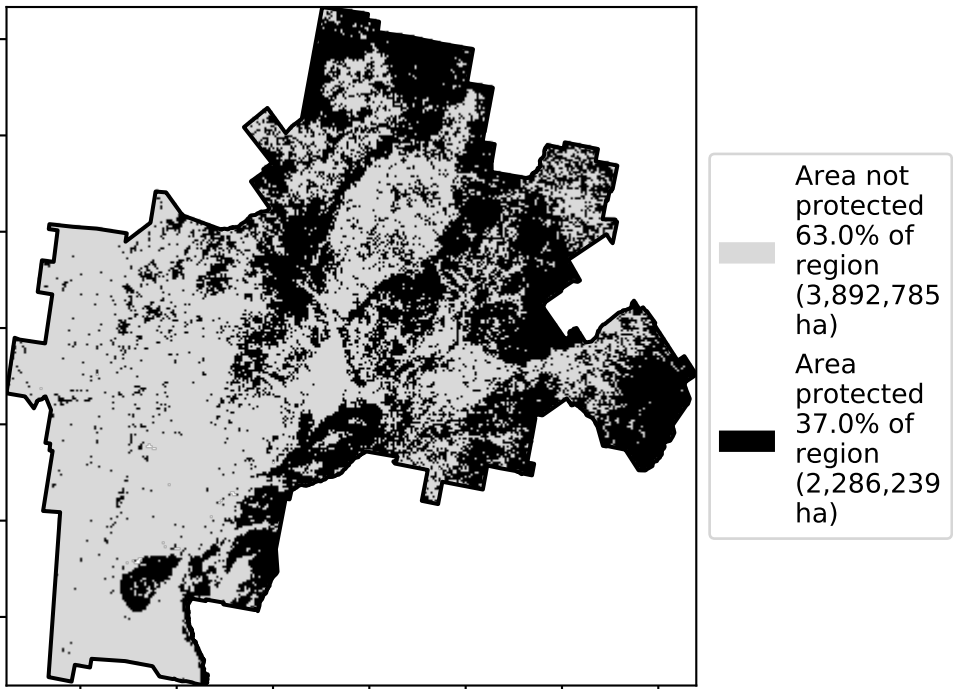 Area not
protected
63.0% of
region
(3,892,785
ha)
Area
protected
37.0% of
region
(2,286,239
ha)